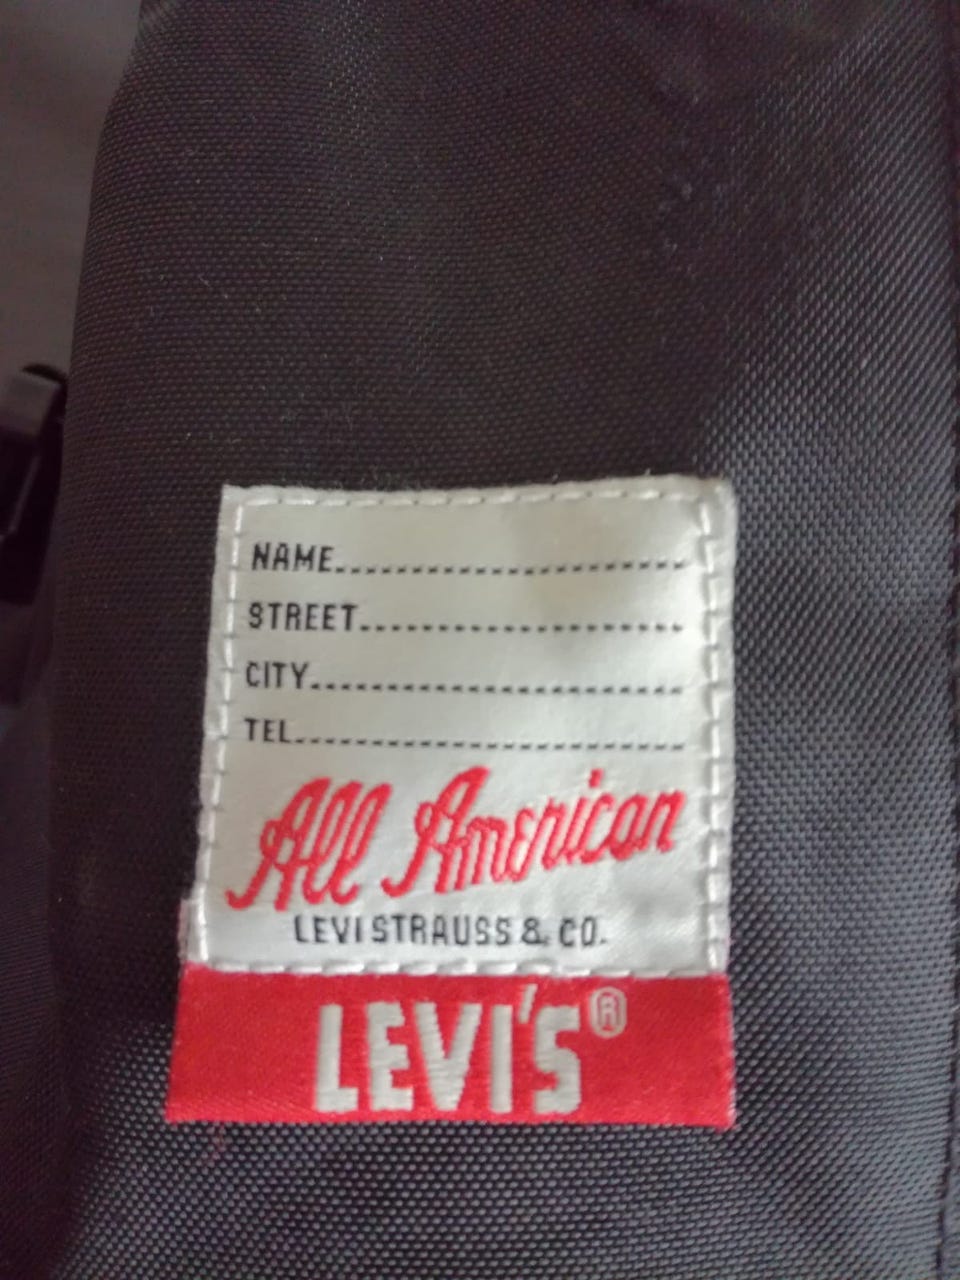 NAME
STREET
CITY
TEL
All American
LEVI STRAUSS & CO.
LEVI'S®